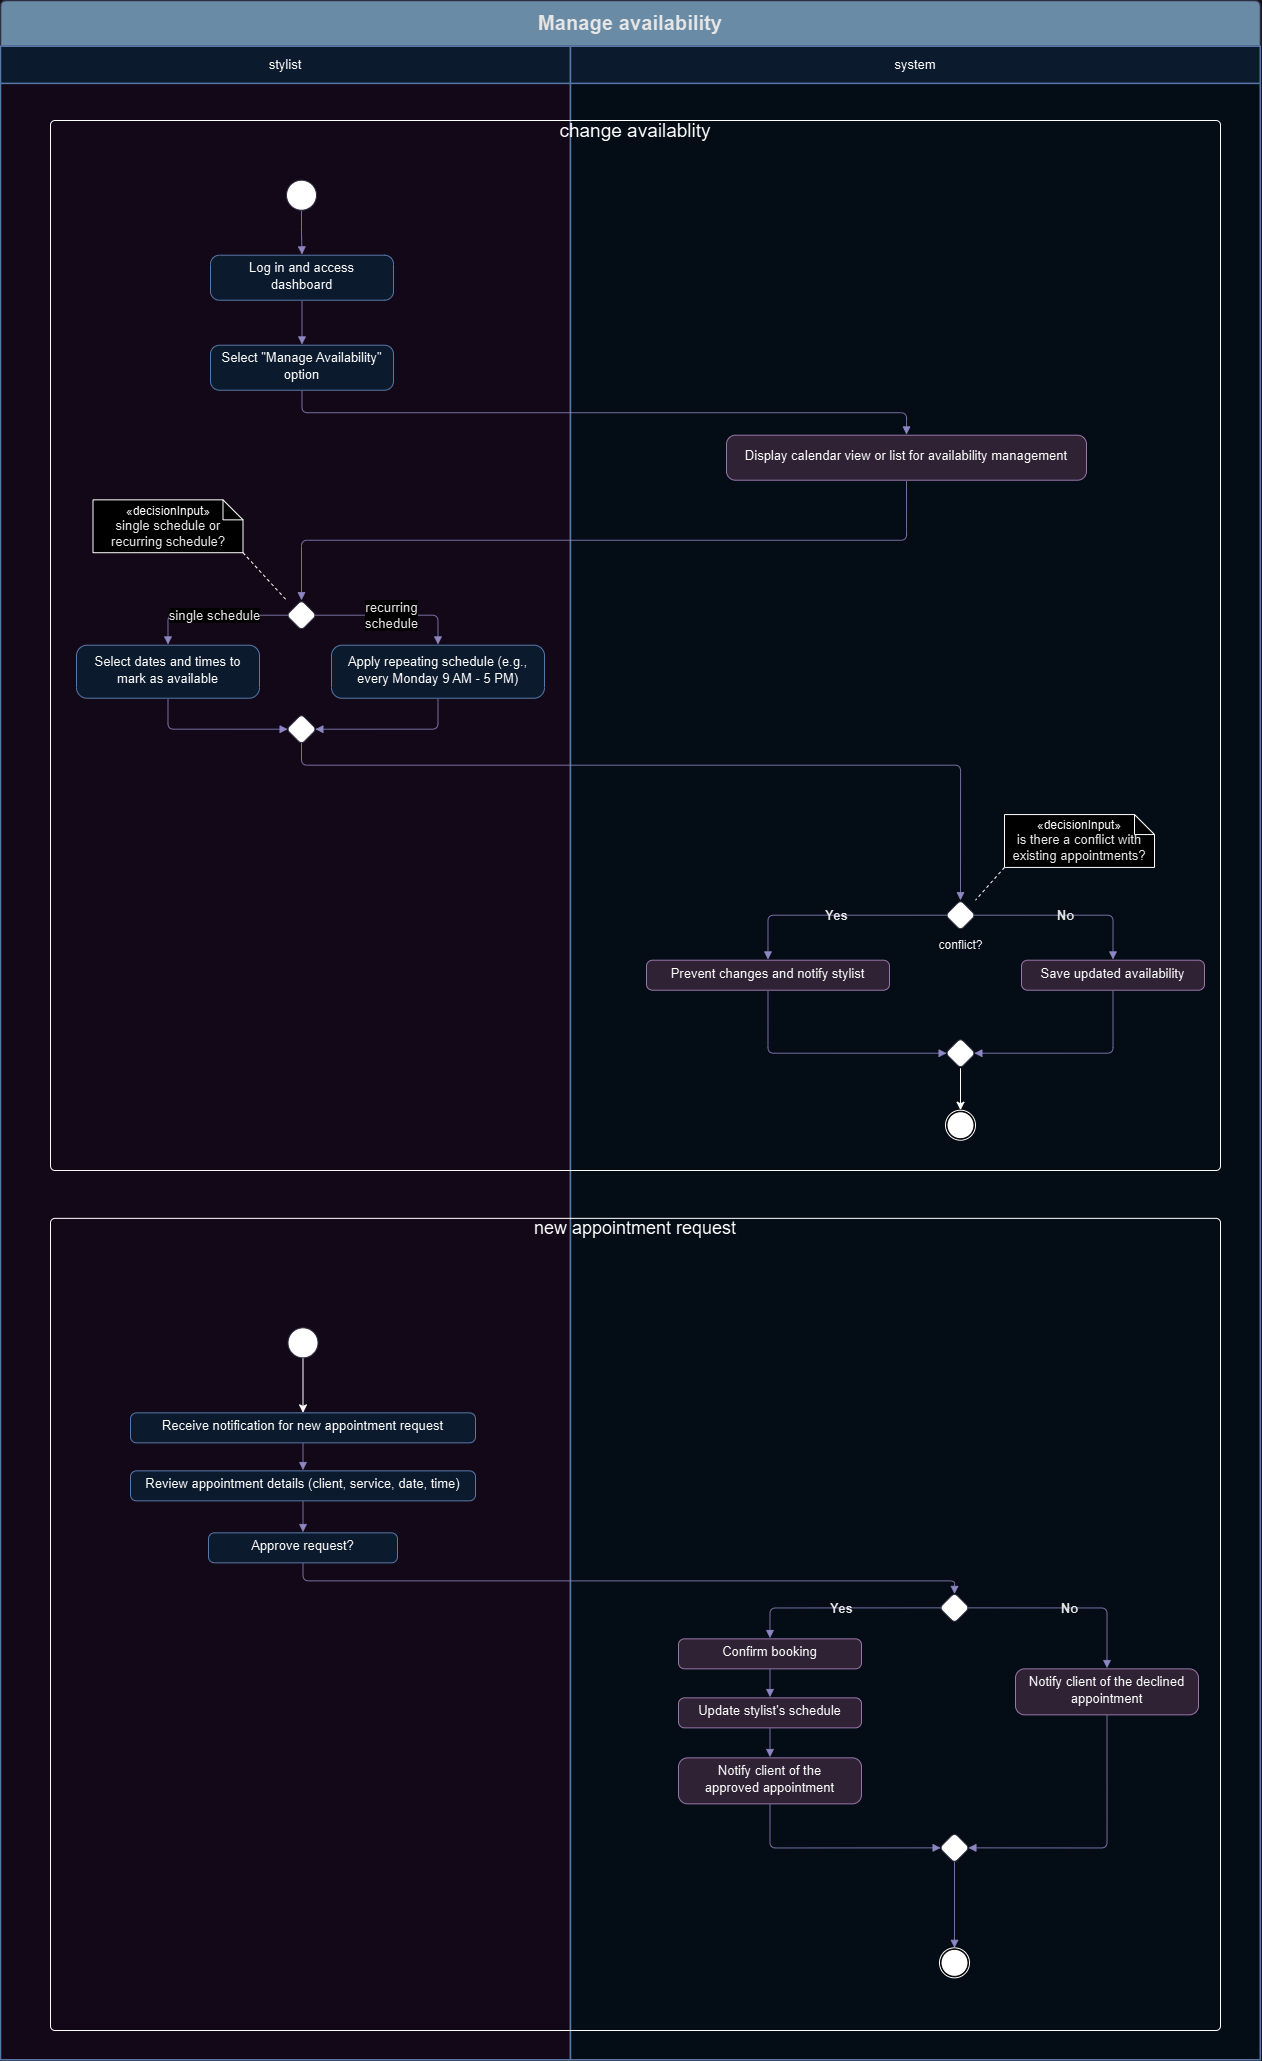 Manage availability
stylist
system
change availablity
Log in and access
dashboard
Select "Manage Availability"
option
Display calendar view or list for availability management
«decisionInput»
single schedule or
recurring schedule?
single schedule
recurring
schedule
Select dates and times to
mark as available
Apply repeating schedule (e.g.,
every Monday 9 AM - 5 PM)
«decisionInput»
is there a conflict with
existing appointments?
Yes
No
conflict?
Prevent changes and notify stylist
Save updated availability
new appointment request
Receive notification for new appointment request
Review appointment details (client, service, date, time)
Approve request?
Yes
No
Confirm booking
Notify client of the declined
appointment
Update stylist's schedule
Notify client of the
approved appointment